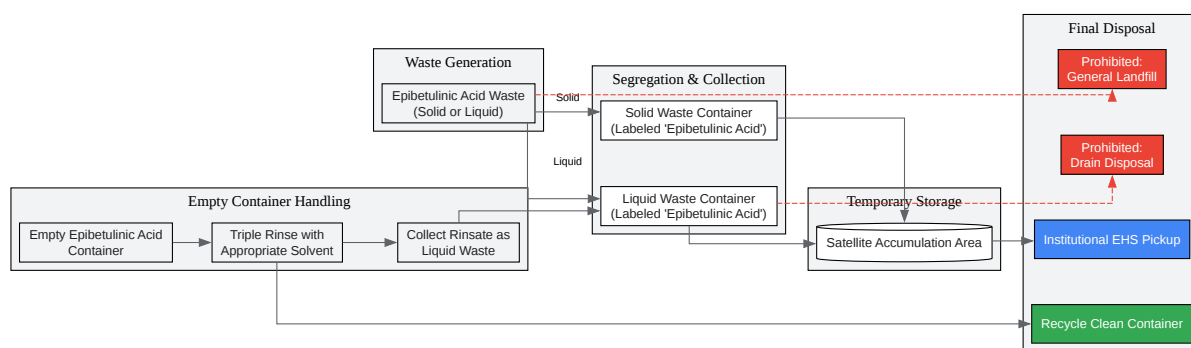 Final Disposal
Prohibited:
General Landfill
Waste Generation
Epibetulinic Acid Waste
(Solid or Liquid)
Segregation & Collection
Solid
Solid Waste Container
(Labeled 'Epibetulinic Acid')
Prohibited:
Drain Disposal
Liquid
Liquid Waste Container
(Labeled 'Epibetulinic Acid')
Empty Container Handling
Empty Epibetulinic Acid
Container
Triple Rinse with
Appropriate Solvent
Collect Rinsate as
Liquid Waste
Temporary Storage
Satellite Accumulation Area
Institutional EHS Pickup
Recycle Clean Container